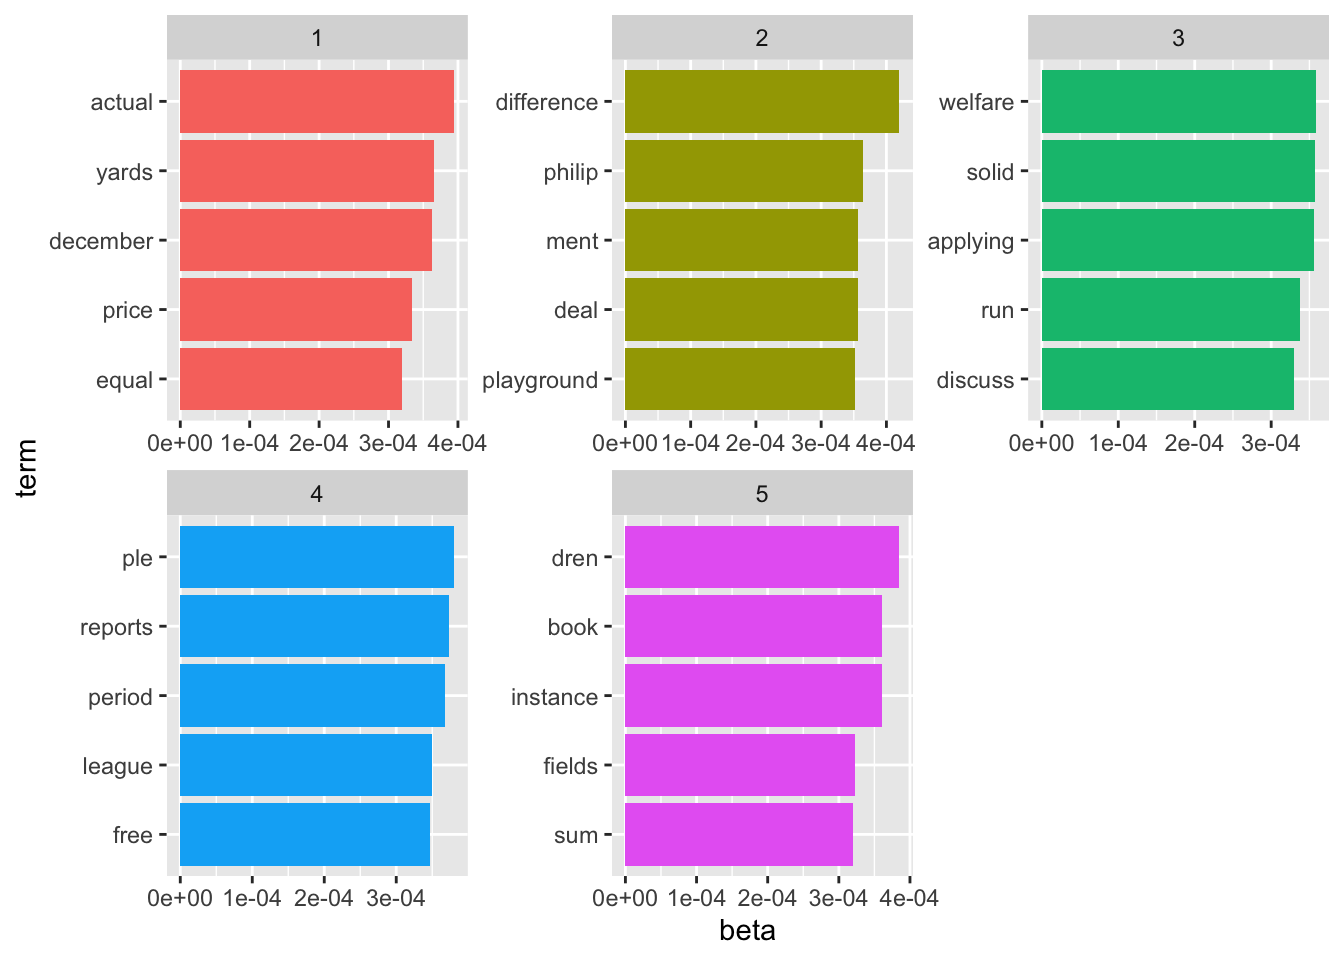 1
2
3
actual
yards
december
price
equal
difference
philip
ment
deal
playground
welfare
solid
applying
run
discuss
0e+00 1e-04 2e-04 3e-04 4e-04
0e+00 1e-04 2e-04 3e-04 4e-04
0e+00 1e-04 2e-04 3e-04
term
4
5
ple
reports
period
league
free
dren
book
instance
fields
sum
0e+00 1e-04 2e-04 3e-04
0e+00 1e-04 2e-04 3e-04 4e-04
beta